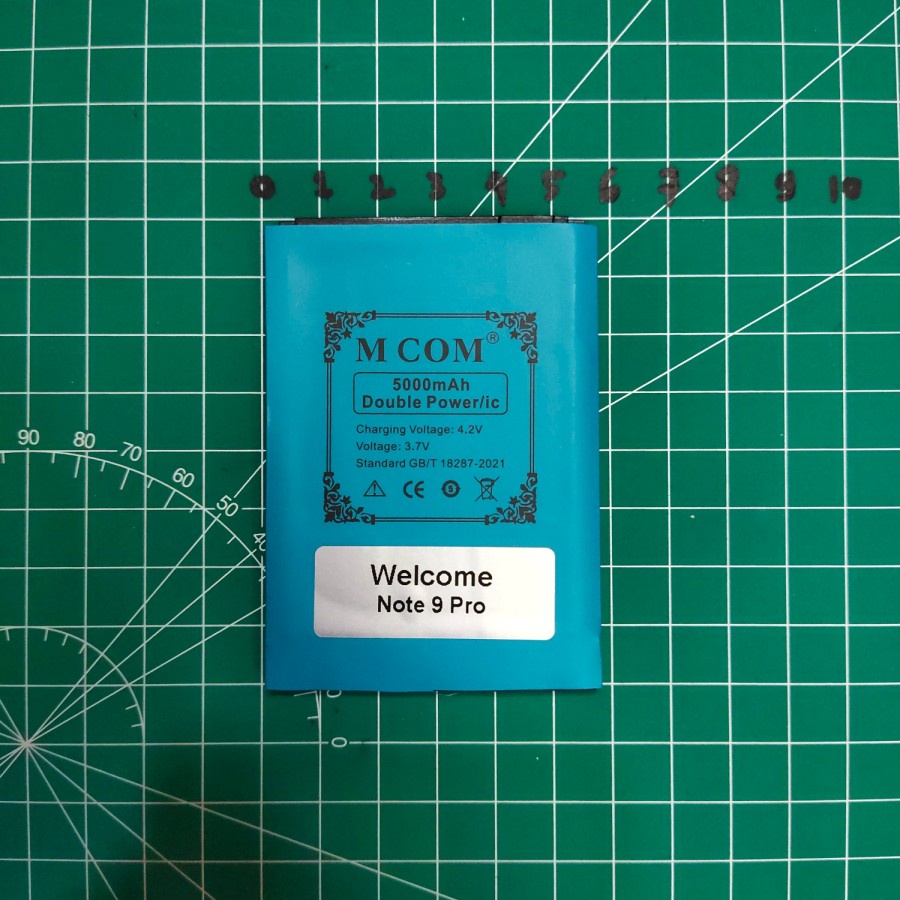 0 1 2 3 4 5 6 7 8 9 10
M COM®
5000mAh
Double Power/ic
Charging Voltage: 4.2V
Voltage: 3.7V
Standard GB/T 18287-2021
CE
Welcome
Note 9 Pro
90
80
70
60
50
0